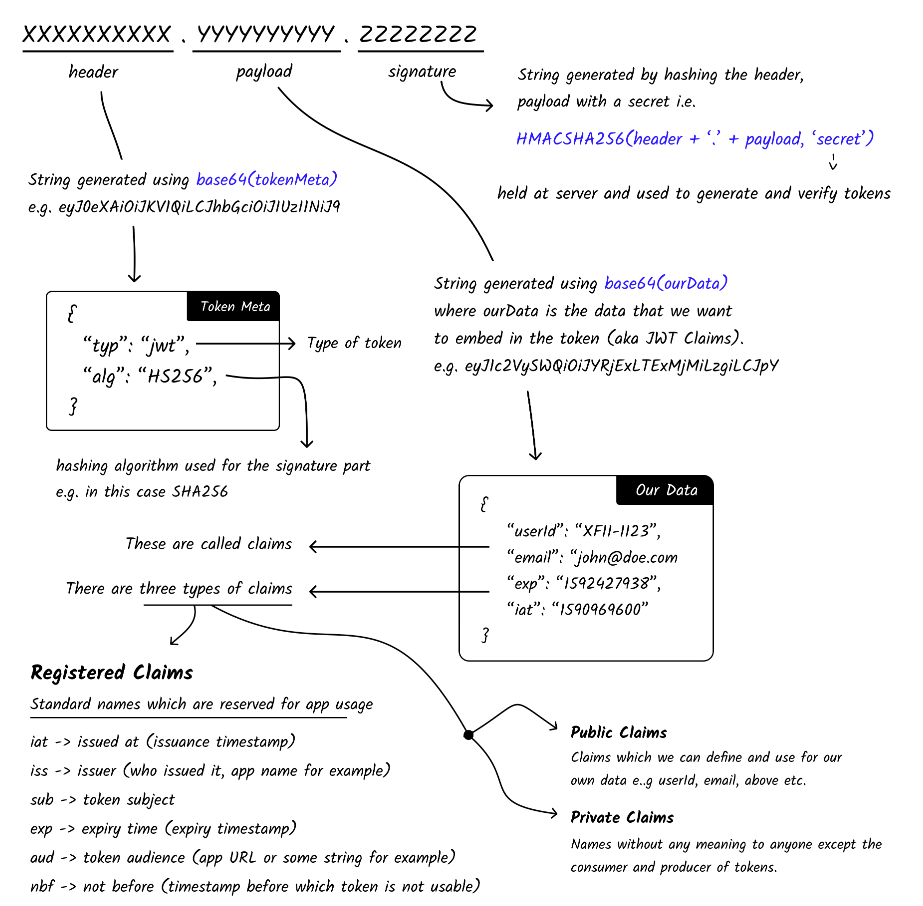 XXXXXXXXXX . YYYYYYYYYY . ZZZZZZZZ
header
payload
signature
String generated by hashing the header,
payload with a secret i.e.
HMACSHA256(header + ‘.’ + payload, ‘secret’)
held at server and used to generate and verify tokens
String generated using base64(tokenMeta)
e.g. eyJ0eXAiOiJKV1QiLCJhbGciOiJIUzI1NiJ9
Token Meta
{
“typ”: “jwt”,
“alg”: “HS256”,
}
Type of token
hashing algorithm used for the signature part
e.g. in this case SHA256
String generated using base64(ourData)
where ourData is the data that we want
to embed in the token (aka JWT Claims).
e.g. eyJ1c2VySWQiOiJYRjExLTExMjMiLzgiLCJpY
Our Data
{
“userId”: “XF11-1123”,
“email”: “john@doe.com
“exp”: “1592427938”,
“iat”: “1590969600”
}
These are called claims
There are three types of claims
Registered Claims
Standard names which are reserved for app usage
iat -> issued at (issuance timestamp)
iss -> issuer (who issued it, app name for example)
sub -> token subject
exp -> expiry time (expiry timestamp)
aud -> token audience (app URL or some string for example)
nbf -> not before (timestamp before which token is not usable)
Public Claims
Claims which we can define and use for our
own data e..g userId, email, above etc.
Private Claims
Names without any meaning to anyone except the
consumer and producer of tokens.